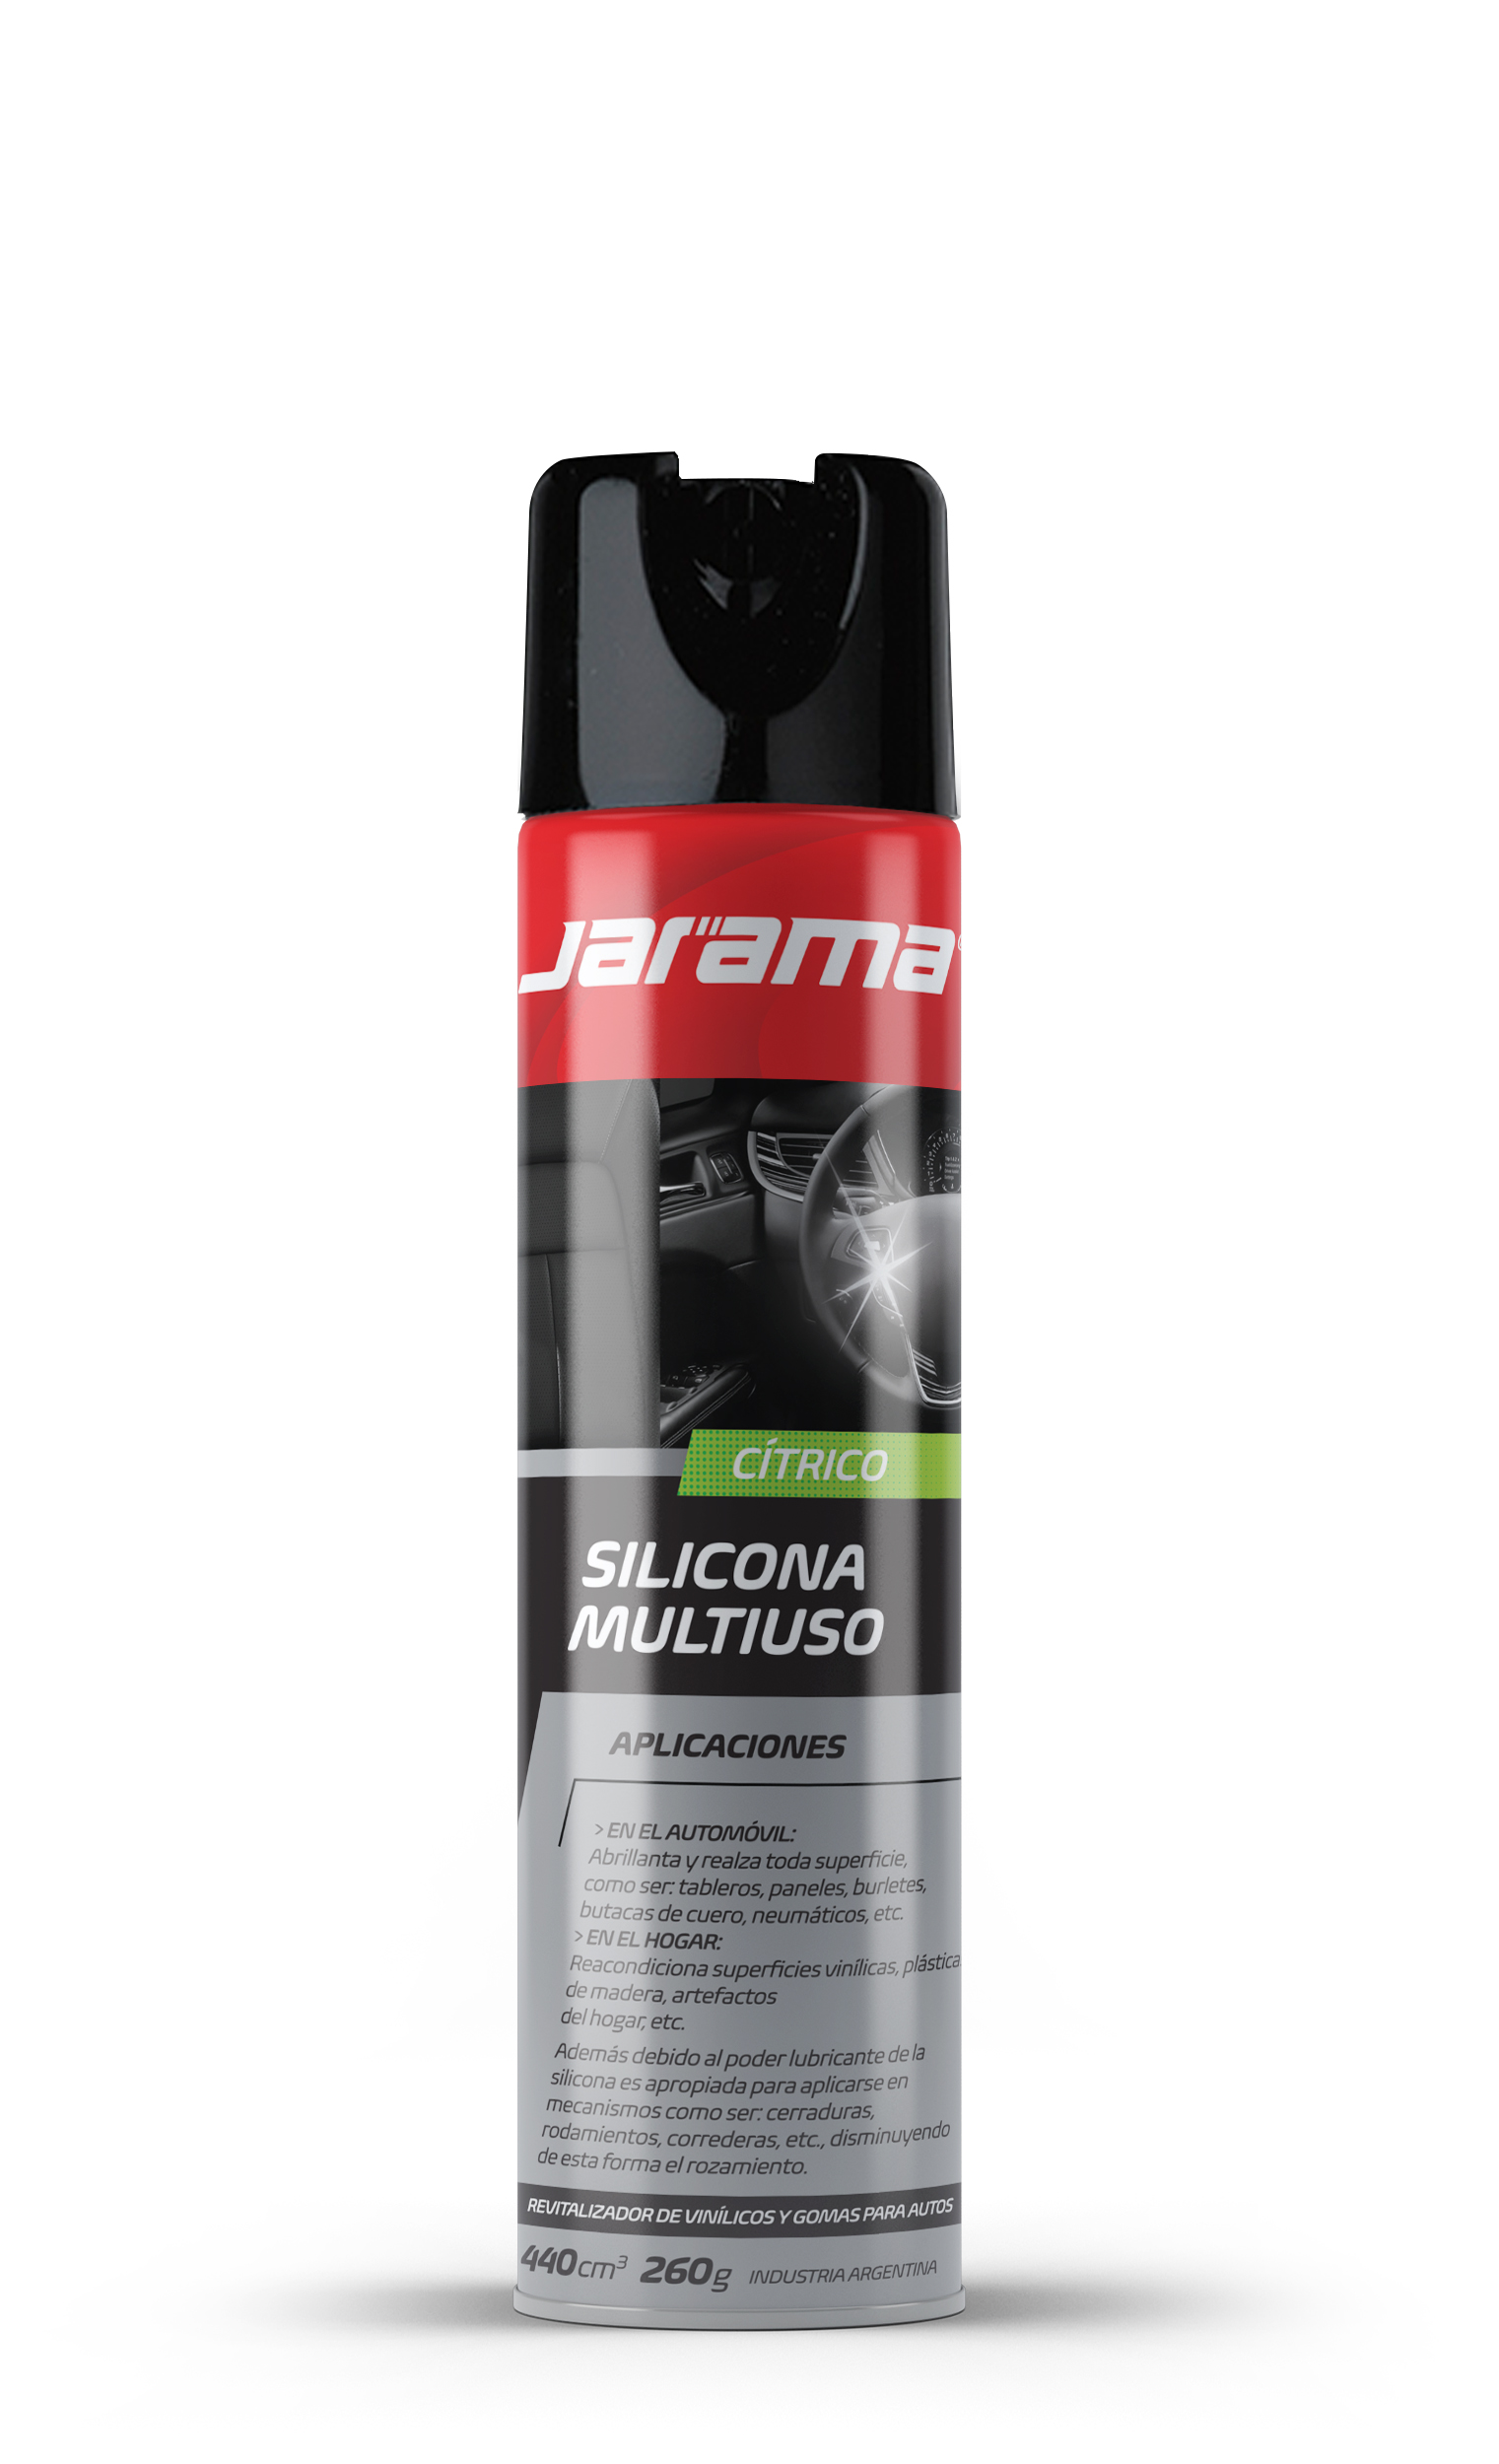 Jarama
CÍTRICO
SILICONA
MULTIUSO
APLICACIONES
> EN EL AUTOMÓVIL:
Abrillanta y realza toda superficie,
como ser: tableros, paneles, burletes,
butacas de cuero, neumáticos, etc.
> EN EL HOGAR:
Reacondiciona superficies vinílicas, plástica
de madera, artefactos
del hogar, etc.
Además debido al poder lubricante de la
silicona es apropiada para aplicarse en
mecanismos como ser: cerraduras,
rodamientos, correderas, etc., disminuyendo
de esta forma el rozamiento.
REVITALIZADOR DE VINÍLICOS Y GOMAS PARA AUTOS
440cm³ 260g INDUSTRIA ARGENTINA